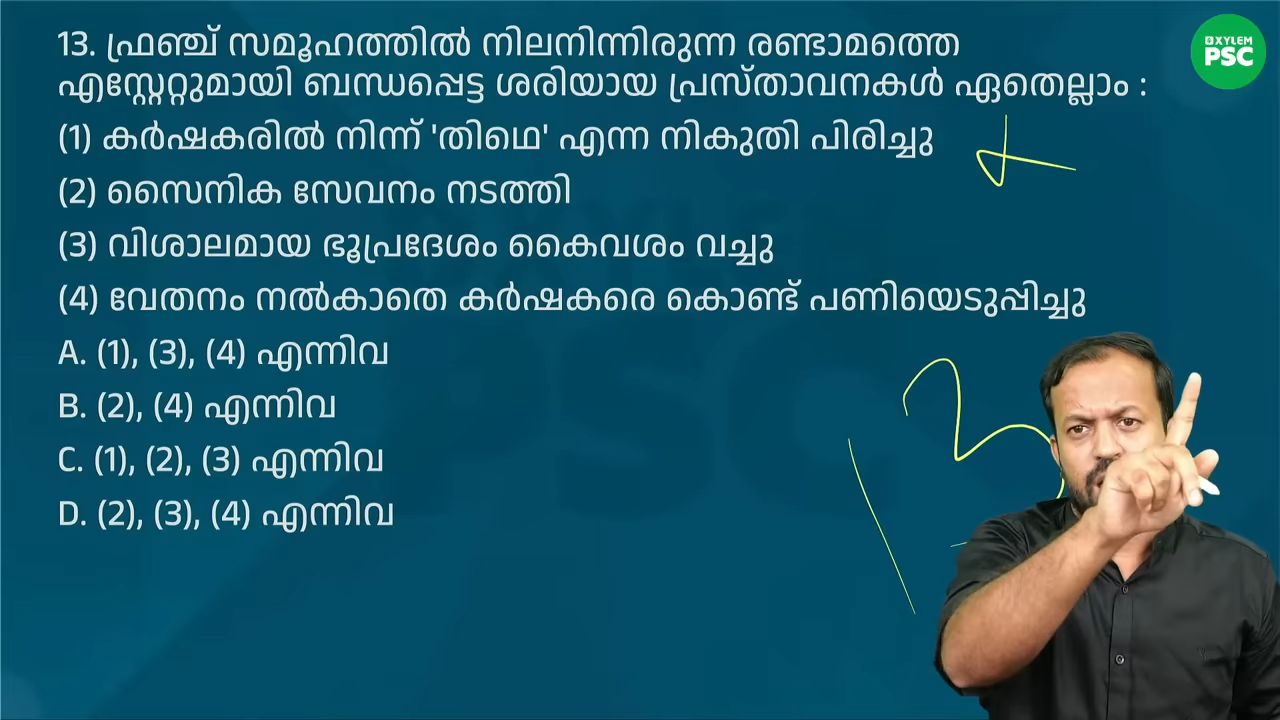 13. ഫ്രഞ്ച് സമൂഹത്തിൽ നിലനിന്നിരുന്ന രണ്ടാമത്തെ
എസ്റ്റേറ്റുമായി ബന്ധപ്പെട്ട ശരിയായ പ്രസ്താവനകൾ ഏതെല്ലാം :
(1) കർഷകരിൽ നിന്ന് 'തിഥെ' എന്ന നികുതി പിരിച്ചു
(2) സൈനിക സേവനം നടത്തി
(3) വിശാലമായ ഭൂപ്രദേശം കൈവശം വച്ചു
(4) വേതനം നൽകാതെ കർഷകരെ കൊണ്ട് പണിയെടുപ്പിച്ചു
A. (1), (3), (4) എന്നിവ
B. (2), (4) എന്നിവ
C. (1), (2), (3) എന്നിവ
D. (2), (3), (4) എന്നിവ
XYLEM
PSC